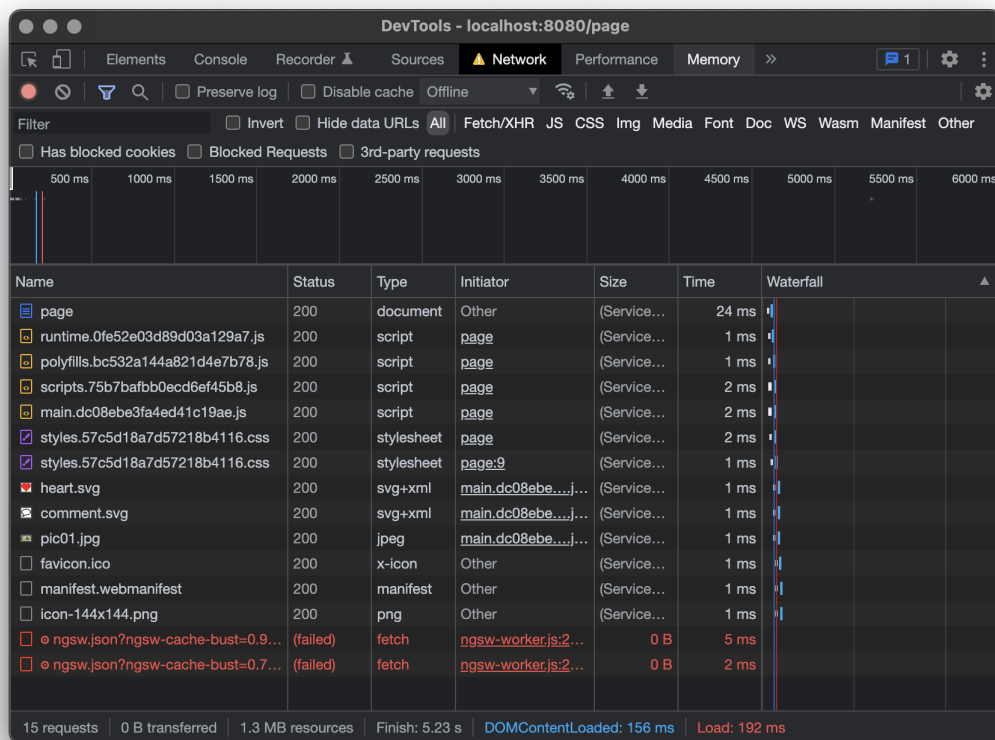 DevTools - localhost:8080/page
Elements Console Recorder Sources Network Performance Memory » 1
Preserve log Disable cache Offline
Filter Invert Hide data URLs All Fetch/XHR JS CSS Img Media Font Doc WS Wasm Manifest Other
Has blocked cookies Blocked Requests 3rd-party requests
500 ms 1000 ms 1500 ms 2000 ms 2500 ms 3000 ms 3500 ms 4000 ms 4500 ms 5000 ms 5500 ms 6000 ms
Name Status Type Initiator Size Time Waterfall
page 200 document Other (Service... 24 ms
runtime.0fe52e03d89d03a129a7.js 200 script page (Service... 1 ms
polyfills.bc532a144a821d4e7b78.js 200 script page (Service... 1 ms
scripts.75b7bafbb0ecd6ef45b8.js 200 script page (Service... 2 ms
main.dc08ebe3fa4ed41c19ae.js 200 script page (Service... 2 ms
styles.57c5d18a7d57218b4116.css 200 stylesheet page (Service... 2 ms
styles.57c5d18a7d57218b4116.css 200 stylesheet page:9 (Service... 1 ms
heart.svg 200 svg+xml main.dc08ebe....j... (Service... 1 ms
comment.svg 200 svg+xml main.dc08ebe....j... (Service... 1 ms
pic01.jpg 200 jpeg main.dc08ebe....j... (Service... 1 ms
favicon.ico 200 x-icon Other (Service... 1 ms
manifest.webmanifest 200 manifest Other (Service... 1 ms
icon-144x144.png 200 png Other (Service... 1 ms
ngsw.json?ngsw-cache-bust=0.9... (failed) fetch ngsw-worker.js:2... 0 B 5 ms
ngsw.json?ngsw-cache-bust=0.7... (failed) fetch ngsw-worker.js:2... 0 B 2 ms
15 requests 0 B transferred 1.3 MB resources Finish: 5.23 s DOMContentLoaded: 156 ms Load: 192 ms